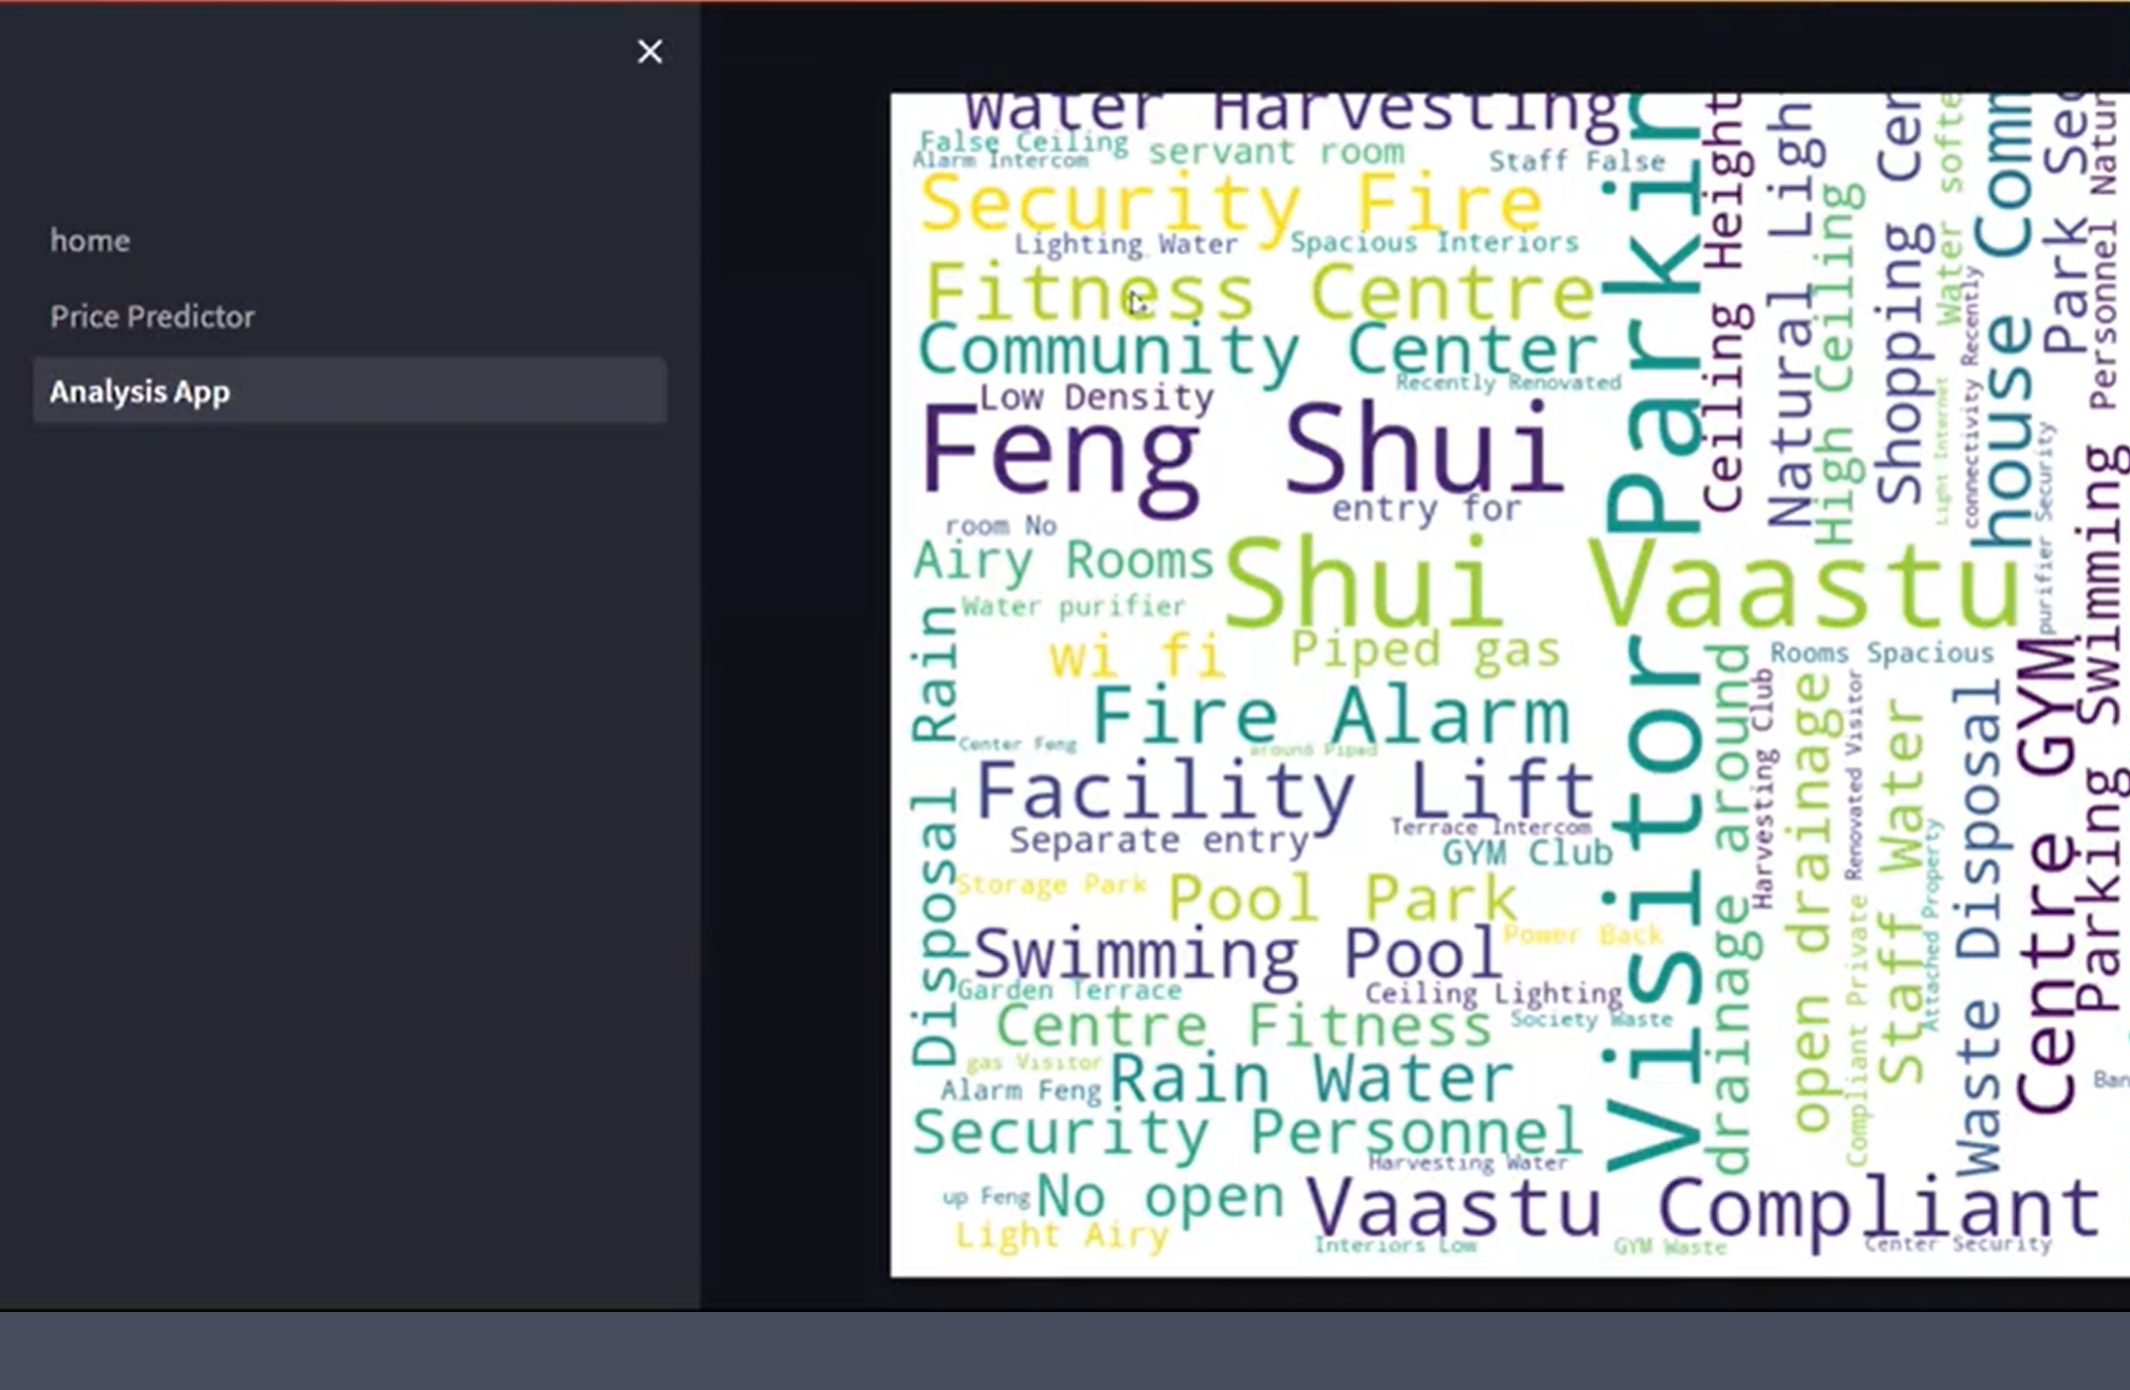 home
Price Predictor
Analysis App
Water Harvesting
False Ceiling
Alarm Intercom
servant room
Staff False
Security Fire
Lighting Water
Spacious Interiors
Fitness Centre
Community Center
Recently Renovated
Low Density
Feng Shui
entry for
room No
Airy Rooms
Shui Vaastu
Water purifier
wi fi
Piped gas
Fire Alarm
Center Feng
around Piped
Facility Lift
Separate entry
Terrace Intercom
GYM Club
Storage Park
Pool Park
Power Back
Swimming Pool
Garden Terrace
Ceiling Lighting
Centre Fitness
Society Waste
gas Visitor
Alarm Feng
Rain Water
Security Personnel
Harvesting Water
up Feng
No open
Vaastu Compliant
Light Airy
Interiors Low
GYM Waste
Center Security
Disposal Rain
Visitor Parkin
Ceiling Height
Natural Ligh
High Ceiling
Shopping Cer
Water softe
Light Internet
connectivity Recently
house Comm
purifier Security
Park Sec
Personnel Natur
Parking Swimming
Rooms Spacious
drainage around
Harvesting Club
open drainage
Renovated Visitor
Compliant Private
Staff Water
Attached Property
Waste Disposal
Centre GYM
Ban